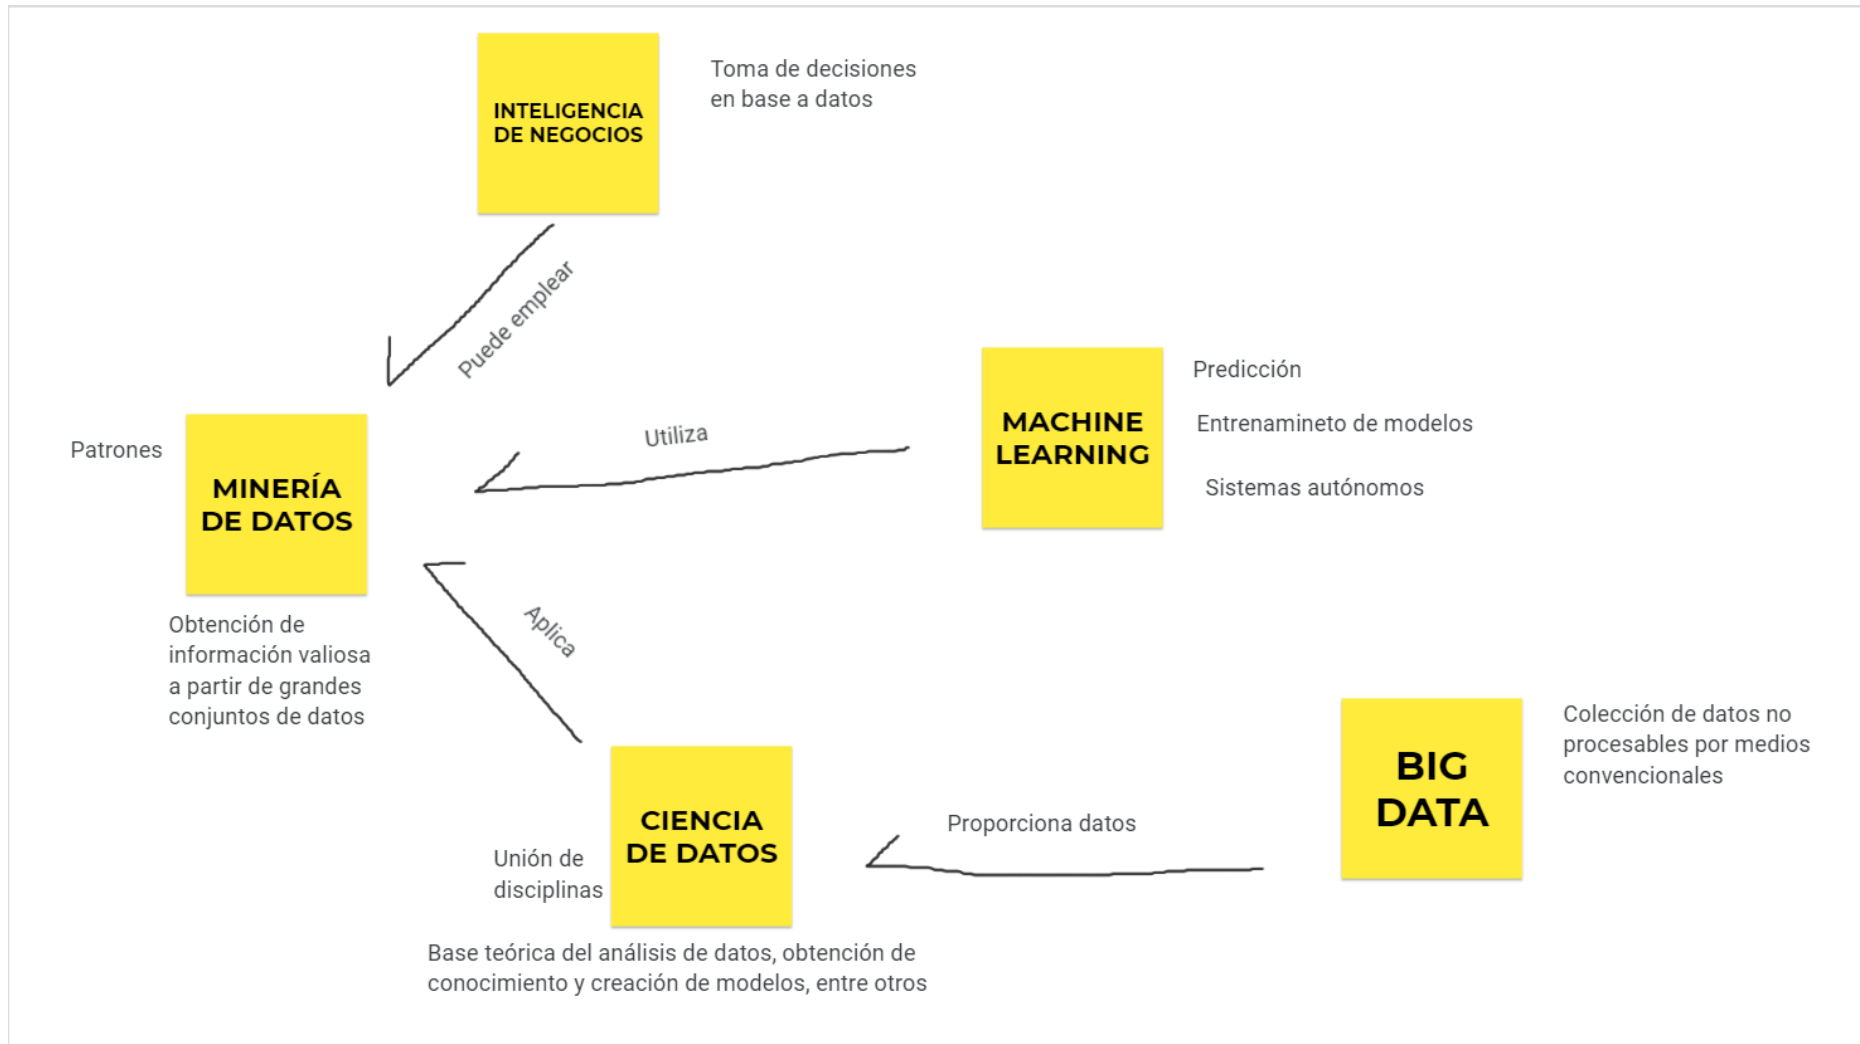 INTELIGENCIA
DE NEGOCIOS
Toma de decisiones
en base a datos
Puede emplear
Patrones
MINERÍA
DE DATOS
Obtención de
información valiosa
a partir de grandes
conjuntos de datos
Utiliza
MACHINE
LEARNING
Predicción
Entrenamineto de modelos
Sistemas autónomos
Aplica
Unión de
disciplinas
CIENCIA
DE DATOS
Base teórica del análisis de datos, obtención de
conocimiento y creación de modelos, entre otros
Proporciona datos
BIG
DATA
Colección de datos no
procesables por medios
convencionales